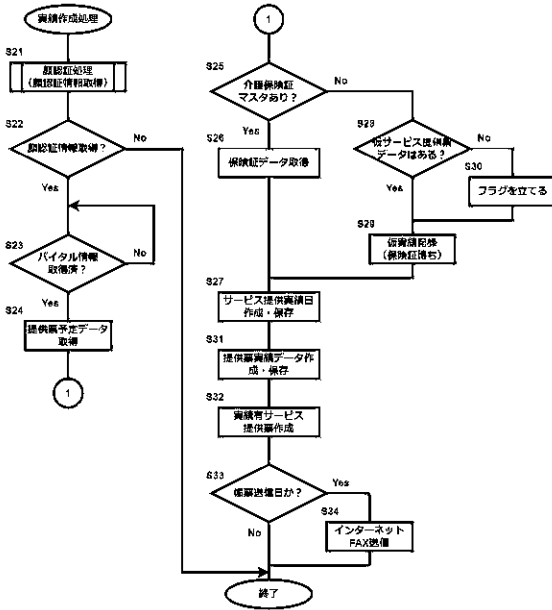 実績作成処理
S21
顔認証処理
(顔認証情報取得)
S22
顔認証情報取得?
No
Yes
S23
バイタル情報
取得済?
No
Yes
S24
提供票予定データ
取得
1
1
S25
介護保険証
マスタあり?
No
Yes
S26
保険証データ取得
S29
仮サービス提供票
データはある?
No
Yes
S30
フラグを立てる
S28
仮実績記録
(保険証待ち)
S27
サービス提供実績日
作成・保存
S31
提供票実績データ作
成・保存
S32
実績有サービス
提供票作成
S33
帳票送信日か?
Yes
No
S34
インターネット
FAX送信
終了